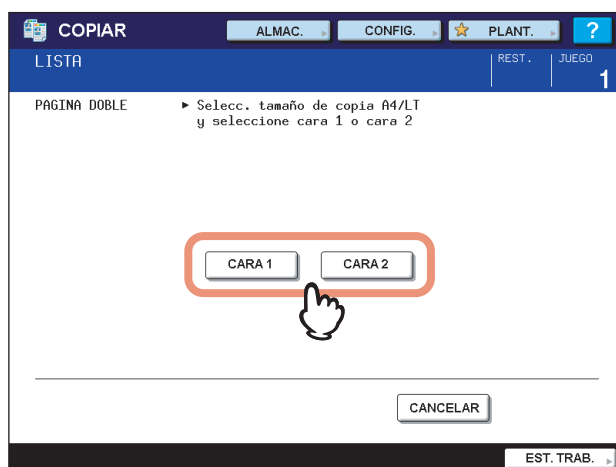 COPIAR
ALMAC.
CONFIG.
PLANT.
?
LISTA
REST.
JUEGO
1
PAGINA DOBLE
► Selecc. tamaño de copia A4/LT
y seleccione cara 1 o cara 2
CARA 1
CARA 2
CANCELAR
EST. TRAB.